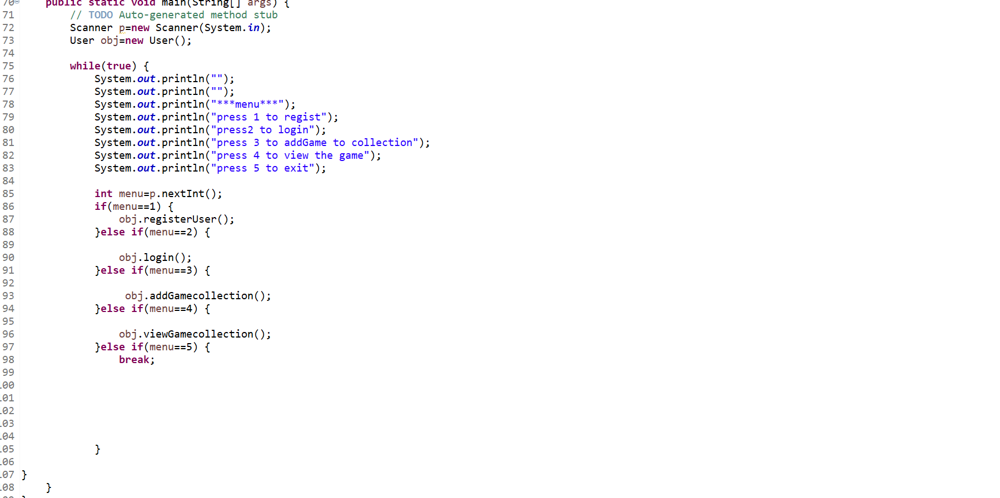 70 public static void main(String[] args) {
71 // TODO Auto-generated method stub
72 Scanner p=new Scanner(System.in);
73 User obj=new User();
74
75 while(true) {
76 System.out.println("");
77 System.out.println("");
78 System.out.println("***menu***");
79 System.out.println("press 1 to regist");
80 System.out.println("press2 to login");
81 System.out.println("press 3 to addGame to collection");
82 System.out.println("press 4 to view the game");
83 System.out.println("press 5 to exit");
84
85 int menu=p.nextInt();
86 if(menu==1) {
87 obj.registerUser();
88 }else if(menu==2) {
89
90 obj.login();
91 }else if(menu==3) {
92
93 obj.addGamecollection();
94 }else if(menu==4) {
95
96 obj.viewGamecollection();
97 }else if(menu==5) {
98 break;
99
00
01
02
03
04
05 }
06
07 }
08 }